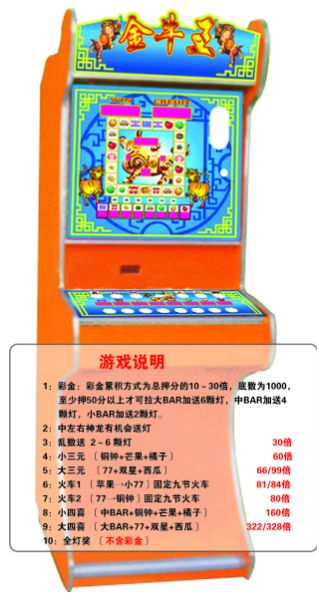 金牛王
WIN CREDIT
游戏说明
1: 彩金: 彩金累积方式为总押分的10~30倍, 底数为1000,
至少押50分以上才可拉大BAR加送6颗灯, 中BAR加送4
颗灯, 小BAR加送2颗灯。
2: 中左右神龙有机会送灯
3: 乱数送 2~6 颗灯 30倍
4: 小三元 〔铜钟+芒果+橘子〕 60倍
5: 大三元 〔77+双星+西瓜〕 66/99倍
6: 火车1 〔苹果→小77〕固定九节火车 81/84倍
7: 火车2 〔77→铜钟〕固定九节火车 80倍
8: 小四喜 〔中BAR+铜钟+芒果+橘子〕 160倍
9: 大四喜 〔大BAR+77+双星+西瓜〕 322/328倍
10: 全灯奖 〔不含彩金〕